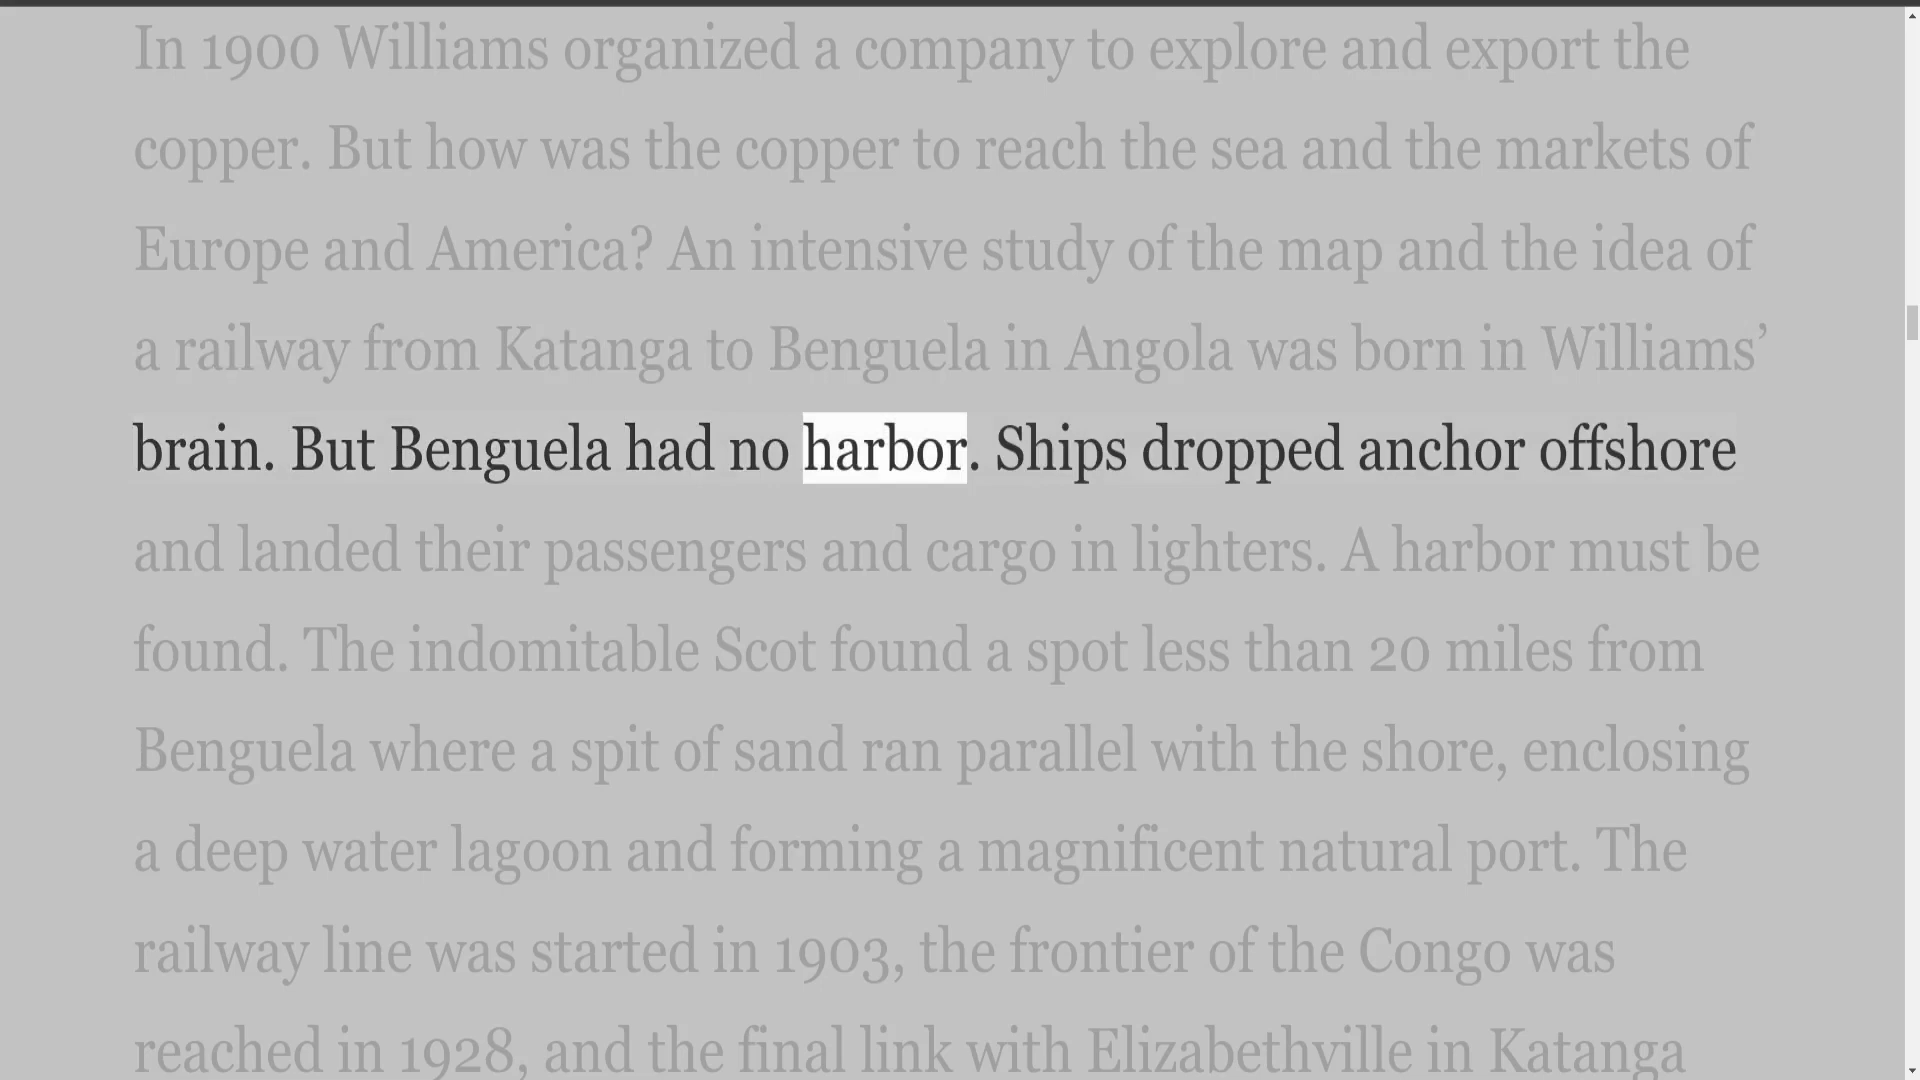 In 1900 Williams organized a company to explore and export the
copper. But how was the copper to reach the sea and the markets of
Europe and America? An intensive study of the map and the idea of
a railway from Katanga to Benguela in Angola was born in Williams’
brain. But Benguela had no harbor. Ships dropped anchor offshore
and landed their passengers and cargo in lighters. A harbor must be
found. The indomitable Scot found a spot less than 20 miles from
Benguela where a spit of sand ran parallel with the shore, enclosing
a deep water lagoon and forming a magnificent natural port. The
railway line was started in 1903, the frontier of the Congo was
reached in 1928, and the final link with Elizabethville in Katanga